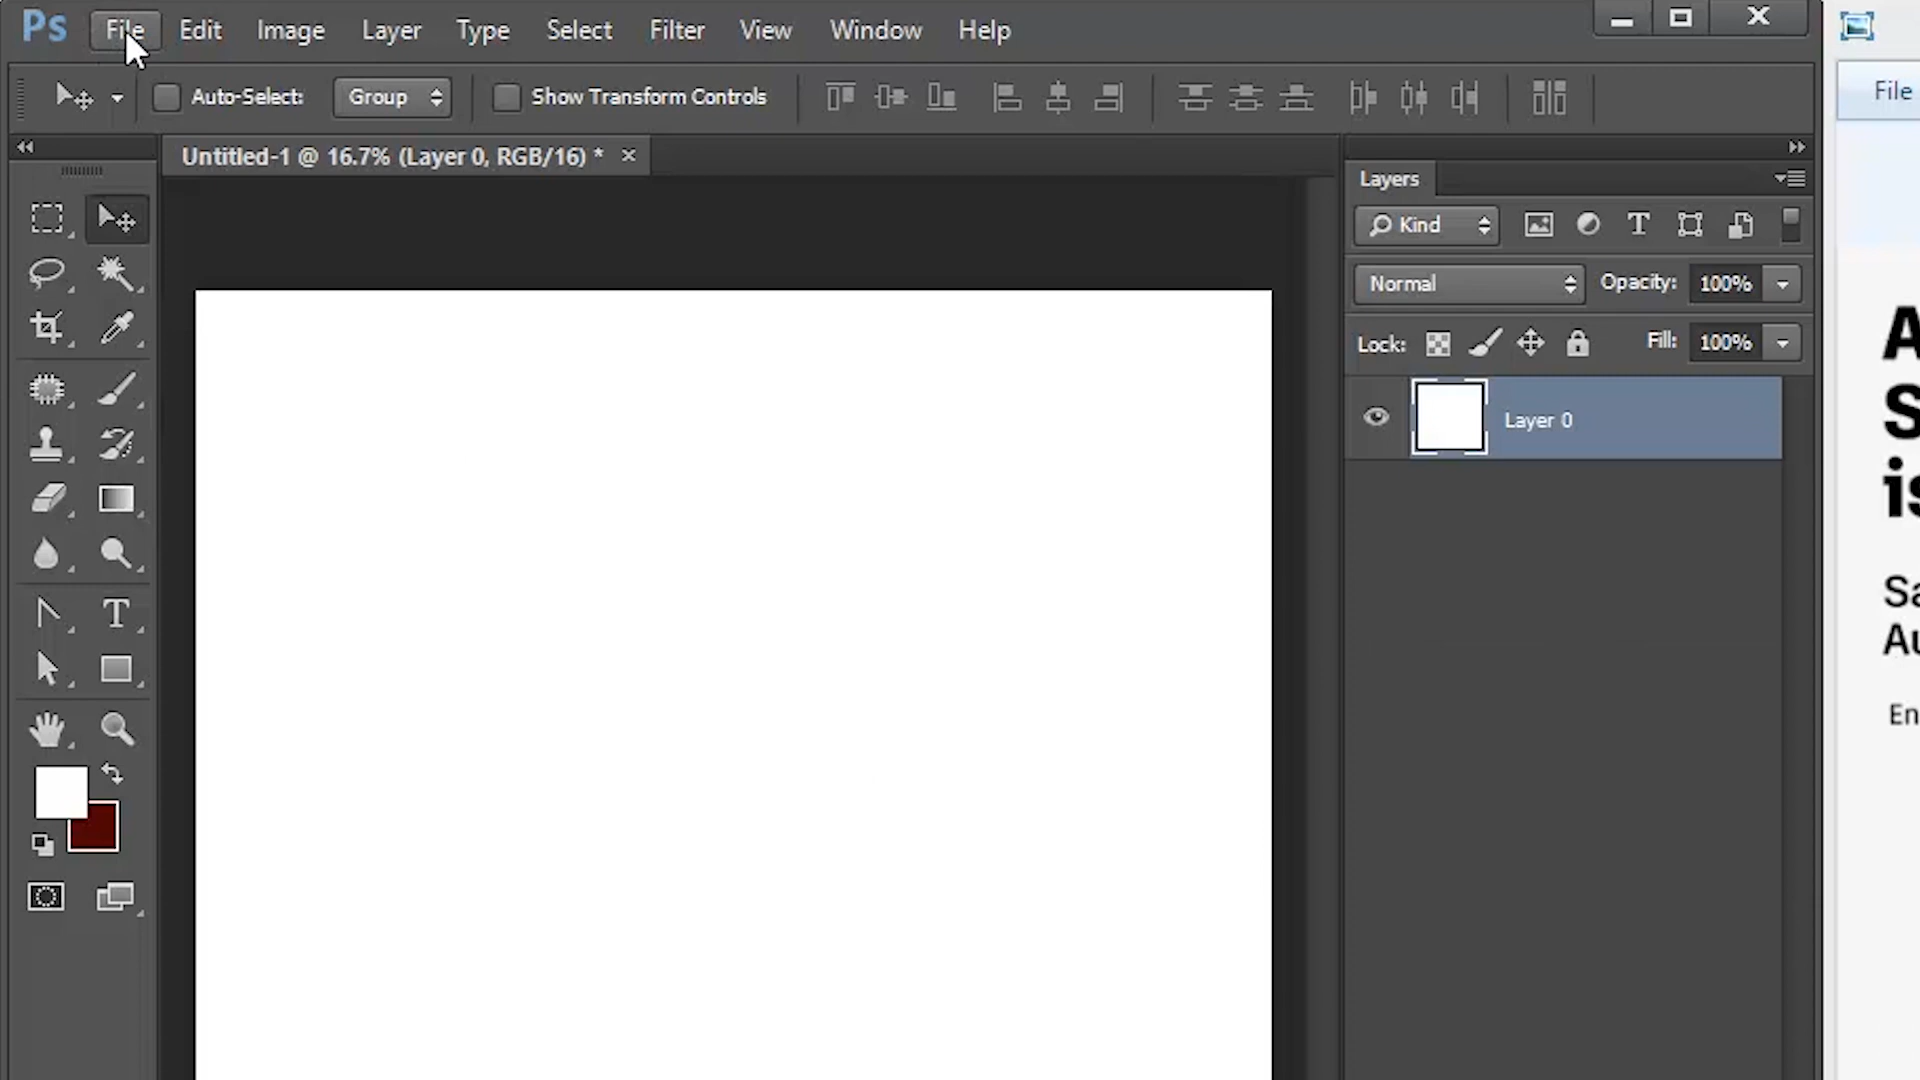 Ps File Edit Image Layer Type Select Filter View Window Help
File
Auto-Select: Group Show Transform Controls
Untitled-1 @ 16.7% (Layer 0, RGB/16) * ×
Layers
Kind
Normal Opacity: 100%
Lock: Fill: 100%
Layer 0
T